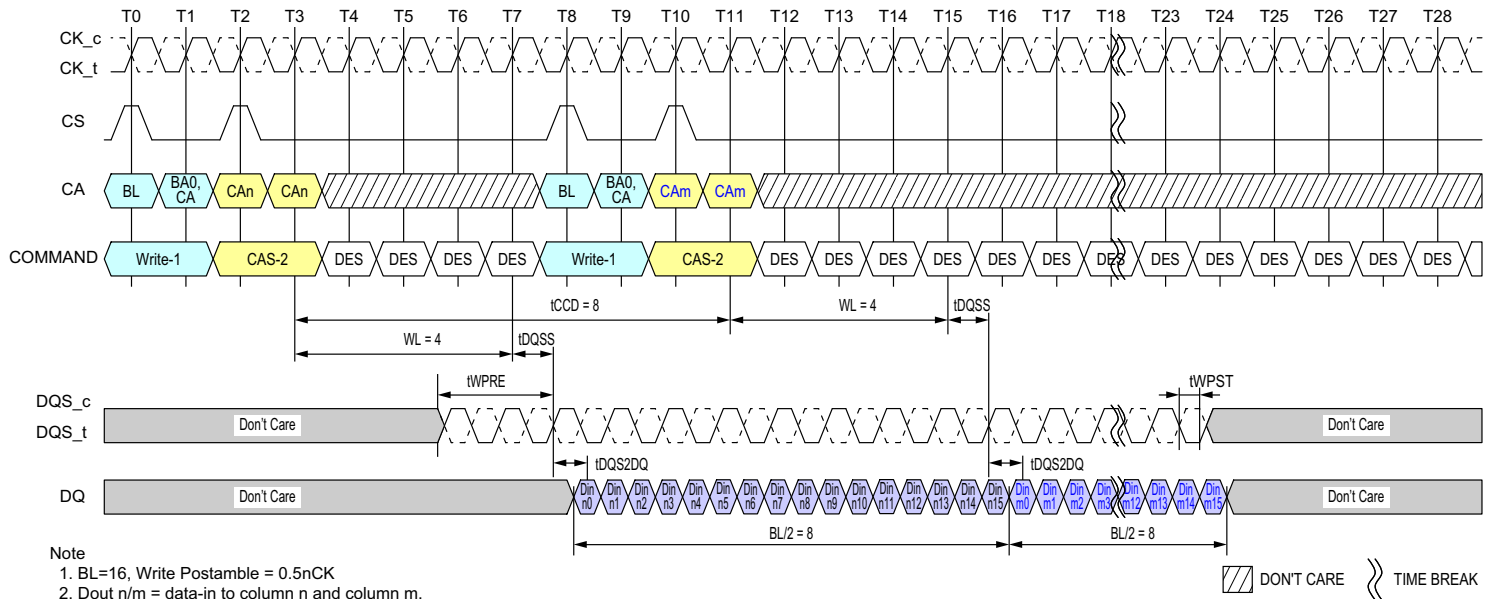 T0 T1 T2 T3 T4 T5 T6 T7 T8 T9 T10 T11 T12 T13 T14 T15 T16 T17 T18 T23 T24 T25 T26 T27 T28
CK_c
CK_t
CS
CA BL BA0, CA CAn CAn BL BA0, CA CAm CAm
COMMAND Write-1 CAS-2 DES DES DES DES Write-1 CAS-2 DES DES DES DES DES DES DES DES DES DES DES DES DES
tCCD = 8 WL = 4 tDQSS
WL = 4 tDQSS
tWPRE tWPST
DQS_c
DQS_t Don't Care Don't Care
tDQS2DQ tDQS2DQ
DQ Don't Care Din n0 Din n1 Din n2 Din n3 Din n4 Din n5 Din n6 Din n7 Din n8 Din n9 Din n10 Din n11 Din n12 Din n13 Din n14 Din n15 Din m0 Din m1 Din m2 Din m3 Din m12 Din m13 Din m14 Din m15 Don't Care
BL/2 = 8 BL/2 = 8
Note
1. BL=16, Write Postamble = 0.5nCK
2. Dout n/m = data-in to column n and column m.
DON'T CARE TIME BREAK